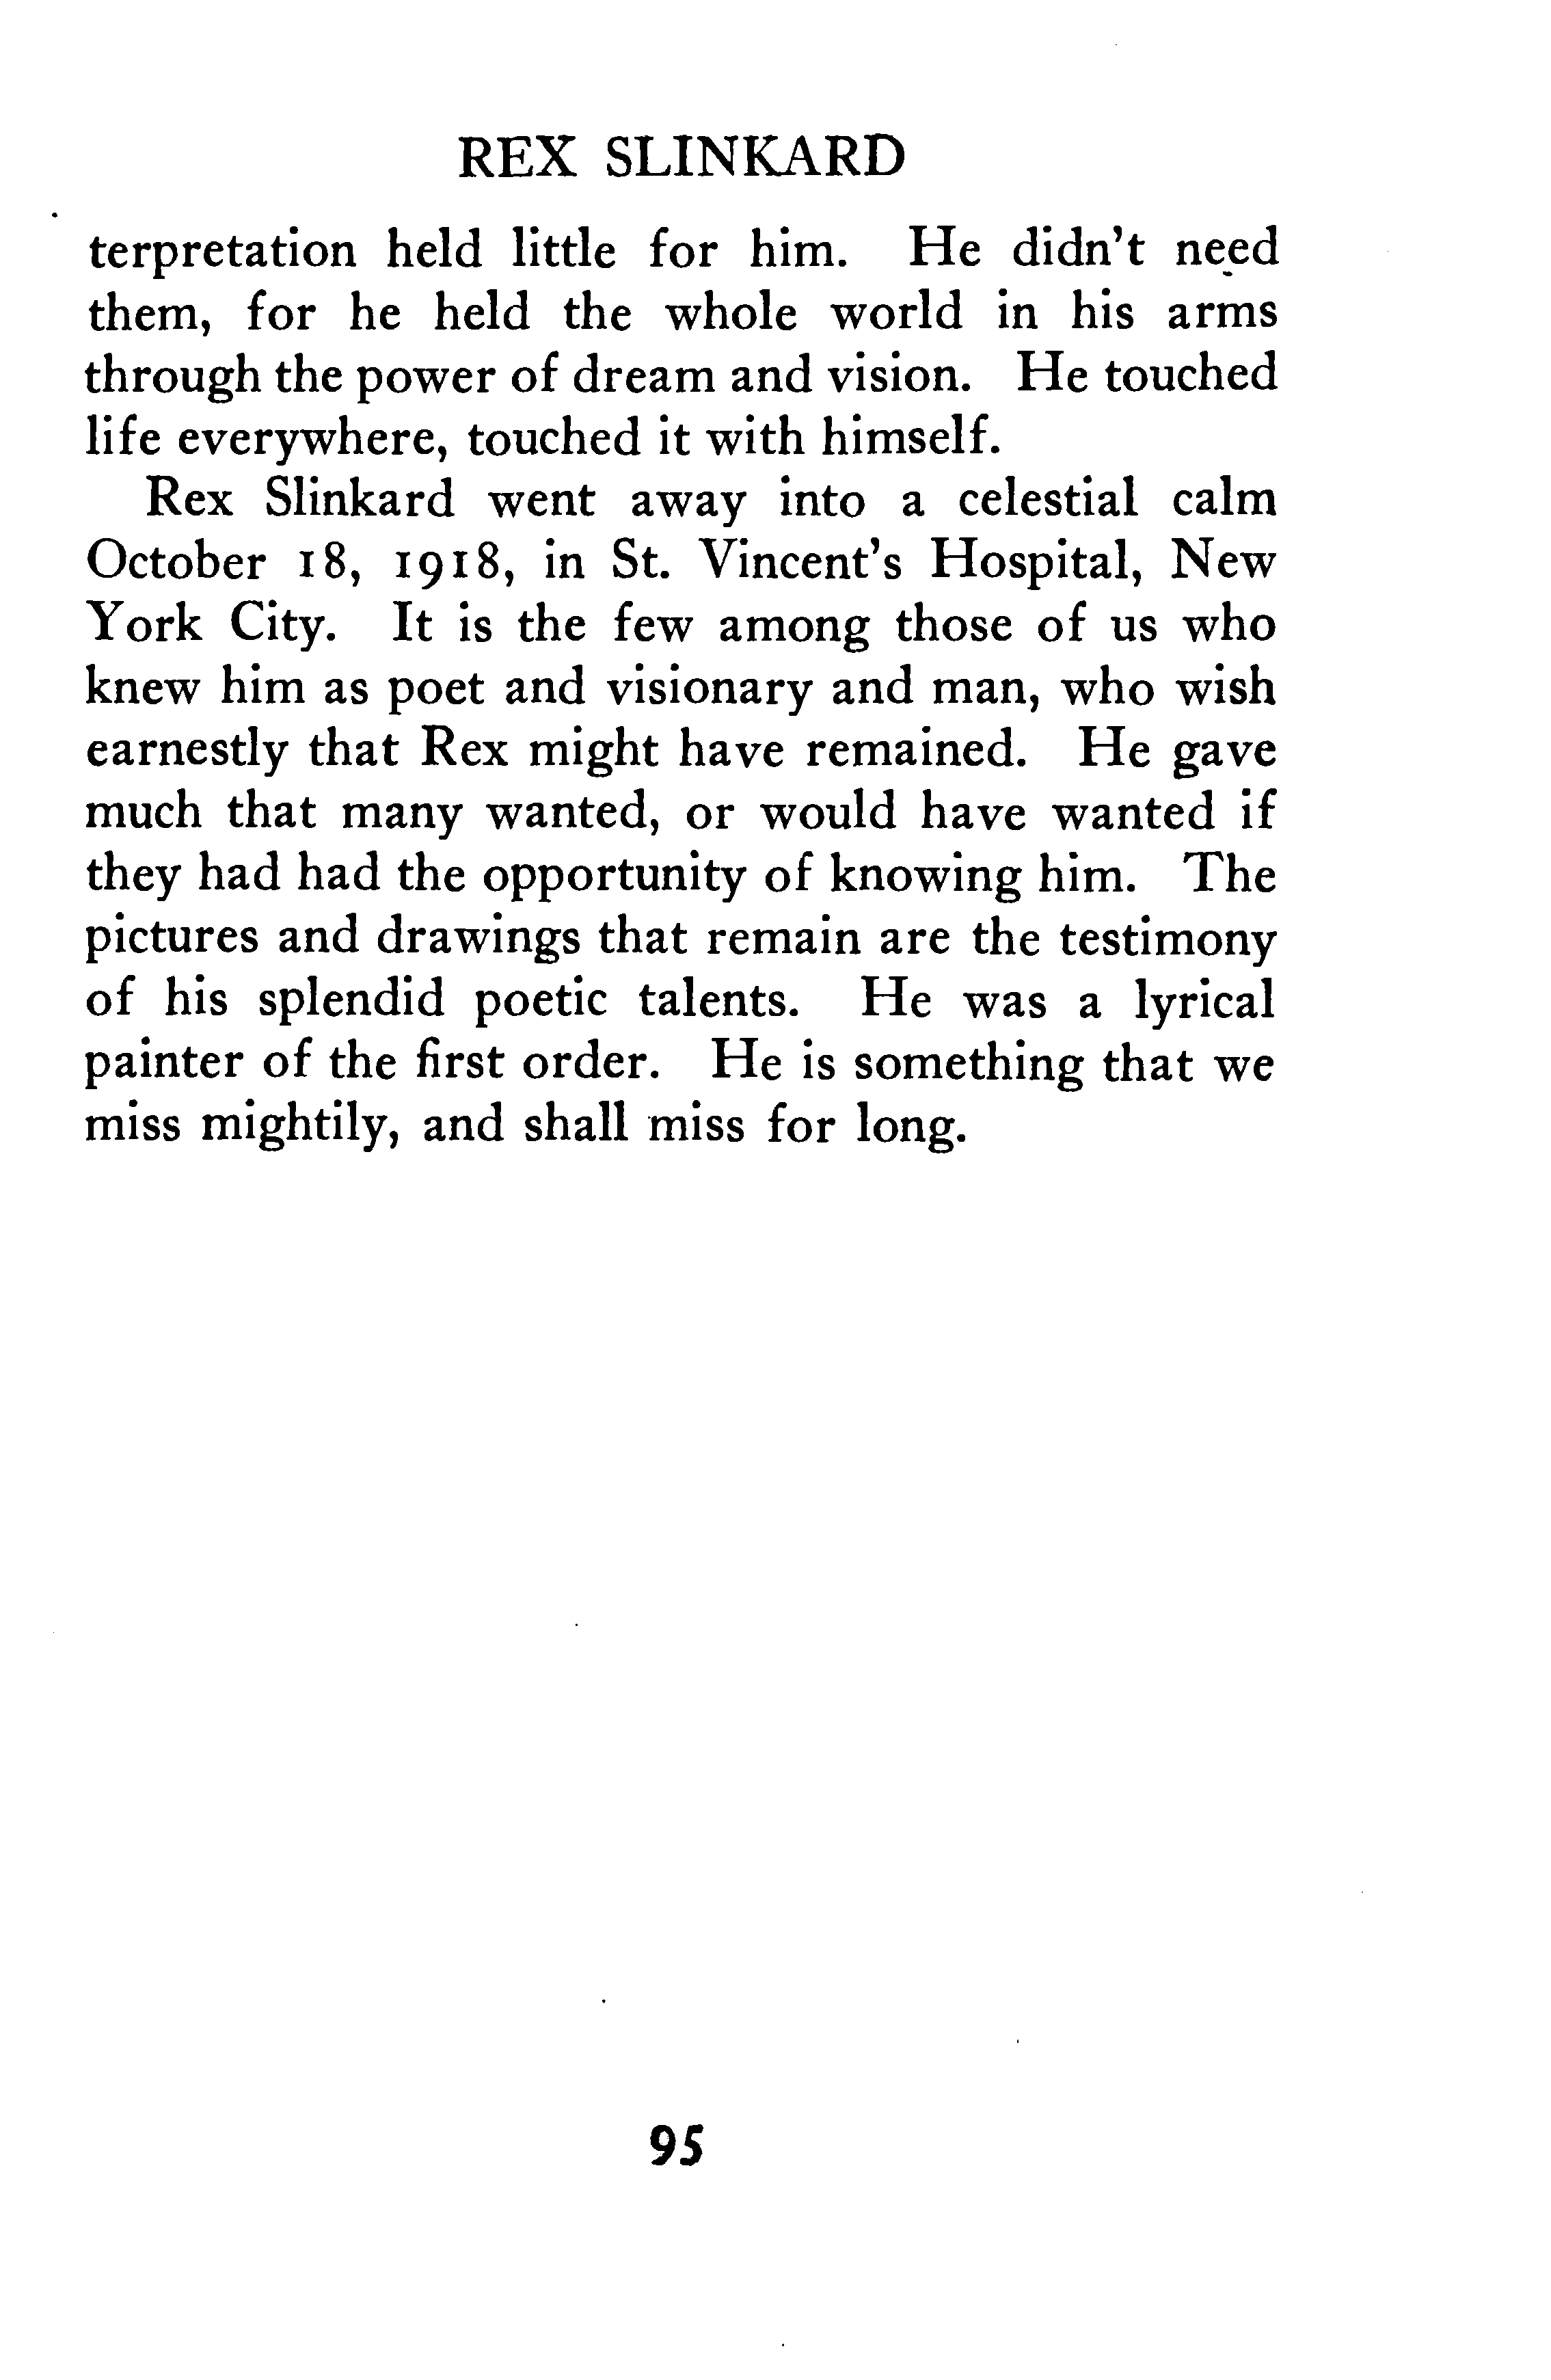 REX SLINKARD
terpretation held little for him. He didn't need
them, for he held the whole world in his arms
through the power of dream and vision. He touched
life everywhere, touched it with himself.
Rex Slinkard went away into a celestial calm
October 18, 1918, in St. Vincent's Hospital, New
York City. It is the few among those of us who
knew him as poet and visionary and man, who wish
earnestly that Rex might have remained. He gave
much that many wanted, or would have wanted if
they had had the opportunity of knowing him. The
pictures and drawings that remain are the testimony
of his splendid poetic talents. He was a lyrical
painter of the first order. He is something that we
miss mightily, and shall miss for long.
95